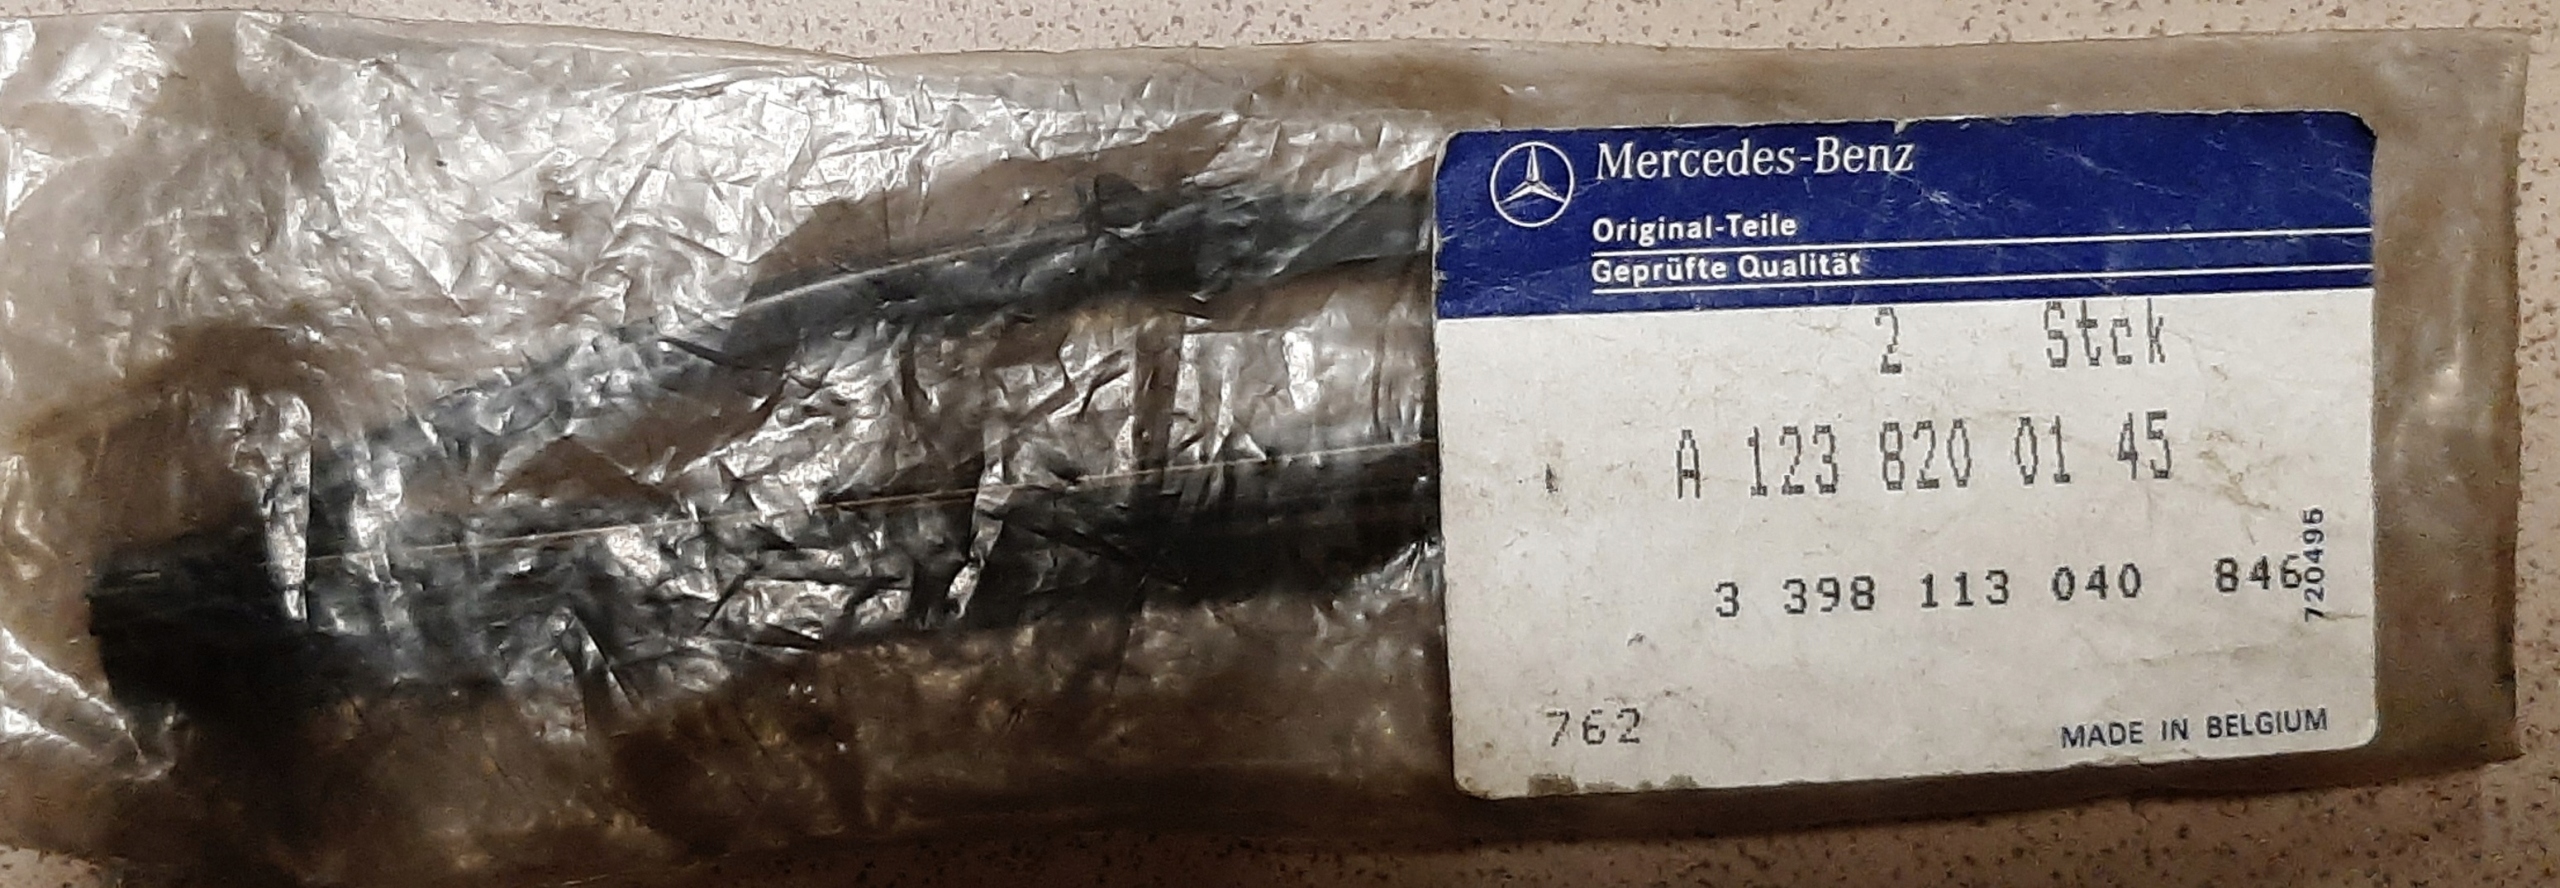 Mercedes-Benz
Original-Teile
Geprüfte Qualität
2 Stck
A 123 820 01 45
3 398 113 040 846
720495
762
MADE IN BELGIUM